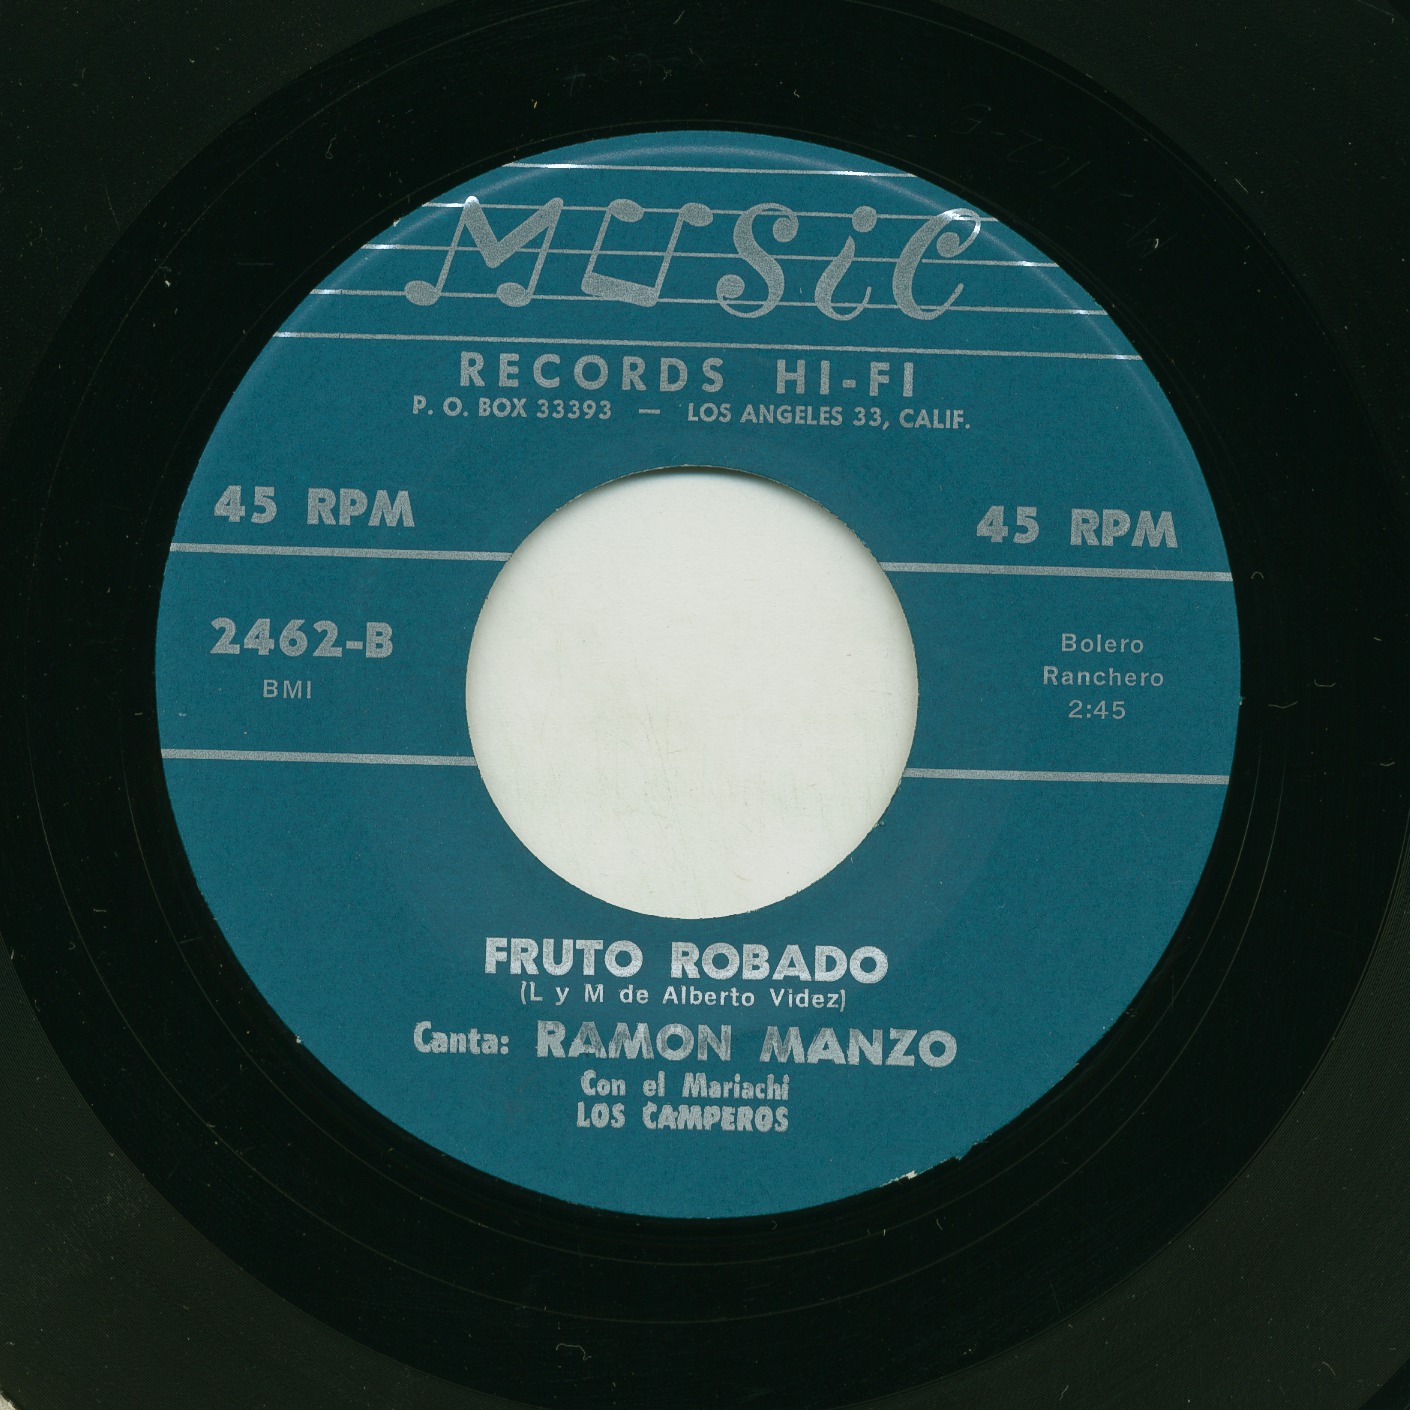 MUSIC
RECORDS HI-FI
P. O. BOX 33393 — LOS ANGELES 33, CALIF.
45 RPM
45 RPM
2462-B
BMI
Bolero
Ranchero
2:45
FRUTO ROBADO
(L y M de Alberto Videz)
Canta: RAMON MANZO
Con el Mariachi
LOS CAMPEROS